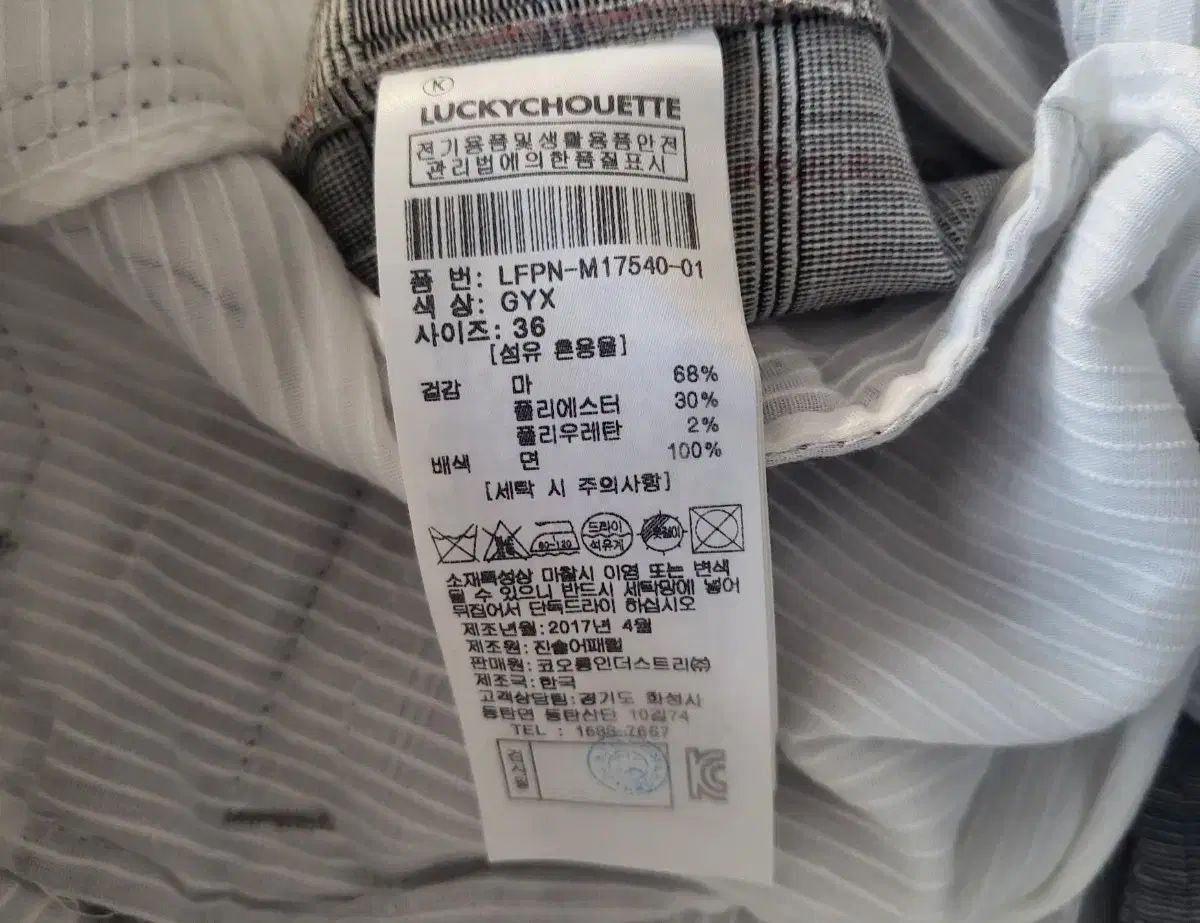 K
LUCKYCHOUETTE
전기용품및생활용품안전
관리법에의한품질표시
품 번: LFPN-M17540-01
색 상: GYX
사이즈: 36
[섬유 혼용율]
겉감 마 68%
폴리에스터 30%
폴리우레탄 2%
배색 면 100%
[세탁 시 주의사항]
80~120 드라이 석유계
소재특성상 마찰시 이염 또는 변색
될 수 있으니 반드시 세탁망에 넣어
뒤집어서 단독드라이 하십시오
제조년월:2017년 4월
제조원:진솔어패럴
판매원:코오롱인더스트리㈜
제조국:한국
고객상담팀:경기도 화성시
동탄면 동탄산단 10길74
TEL : 1688-7667